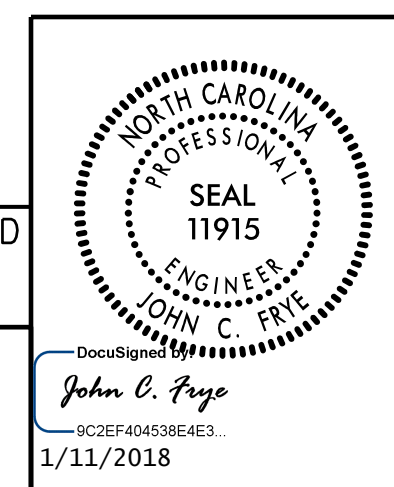 NORTH CAROLINA
PROFESSIONAL
SEAL
11915
ENGINEER
JOHN C. FRYE
D
DocuSigned by:
John C. Frye
9C2EF404538E4E3...
1/11/2018